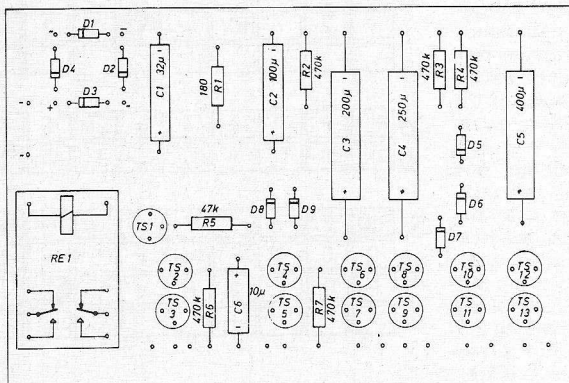 D1
D4
D2
D3
C1
32μ
180
R1
C2
100μ
R2
470k
200μ
C3
250μ
C4
470k
R3
R4
470k
400μ
C5
D5
D6
D7
D8
D9
TS1
47k
R5
RE1
TS
2
TS
3
470k
R6
C6
10μ
TS
4
TS
5
R7
470k
TS
6
TS
7
TS
8
TS
9
TS
10
TS
11
TS
12
TS
13